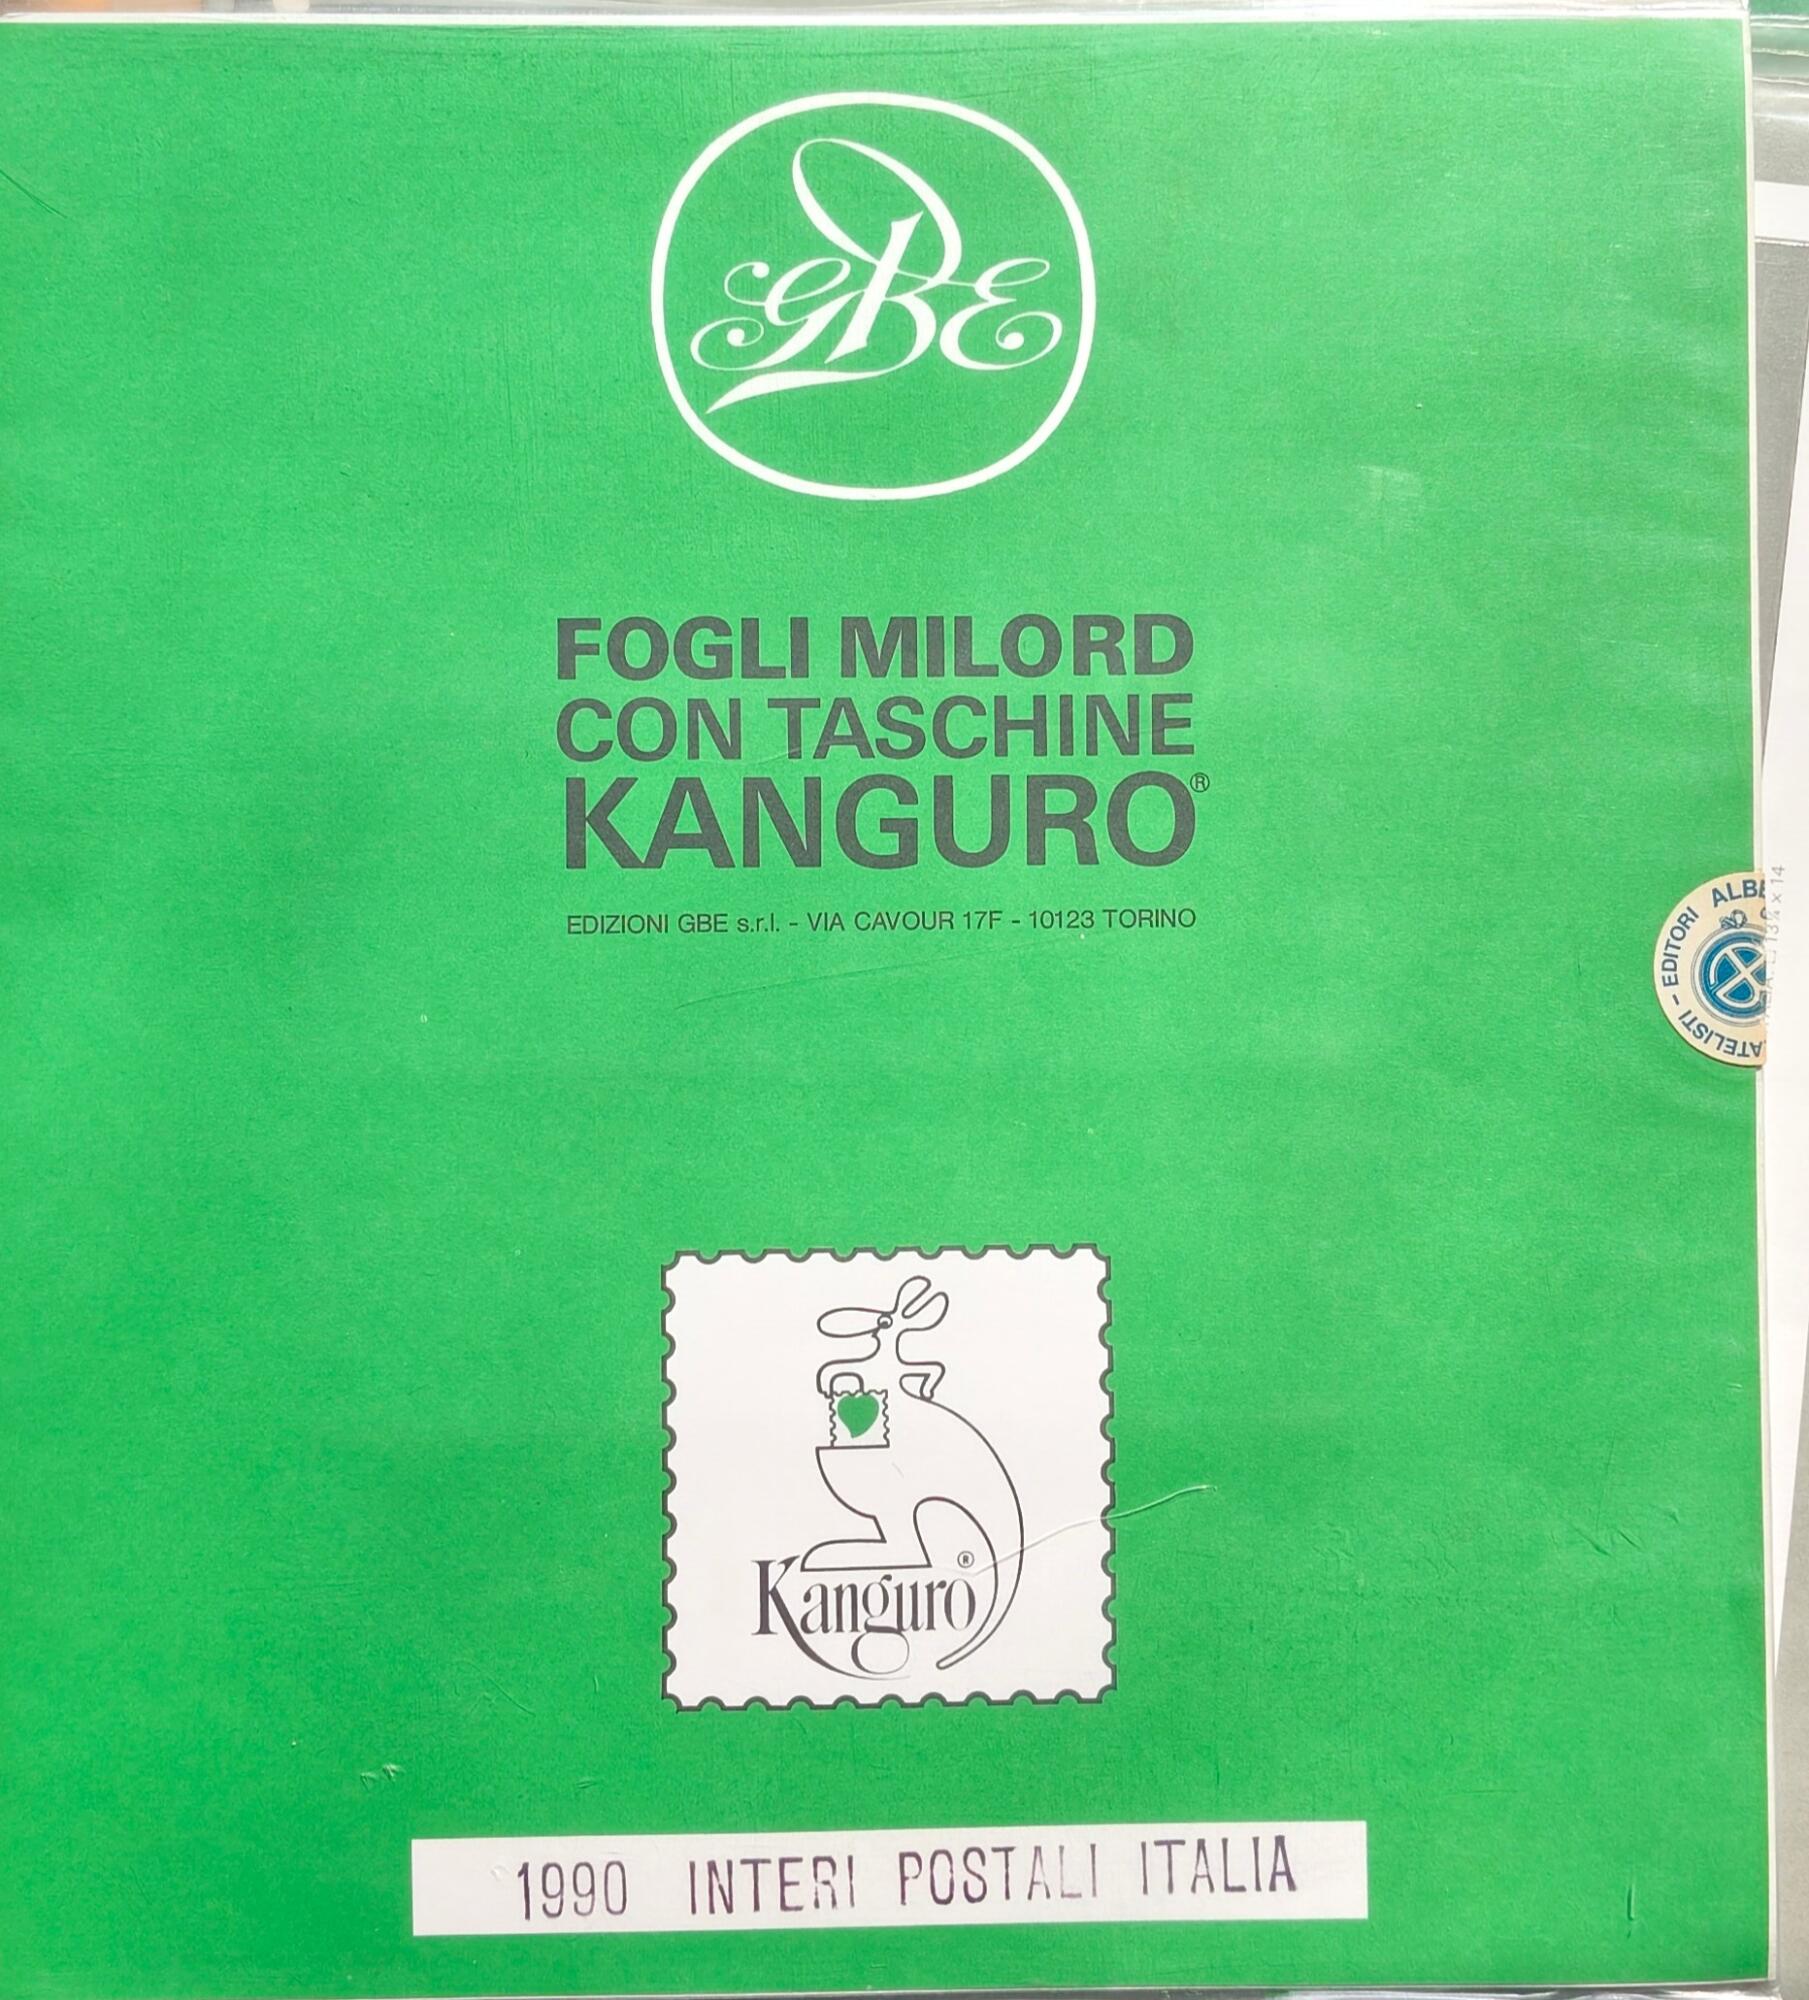 GBE
FOGLI MILORD
CON TASCHINE
KANGURO®
EDIZIONI GBE s.r.l. - VIA CAVOUR 17F - 10123 TORINO
EDITORI
Kanguro®
1990 INTERI POSTALI ITALIA